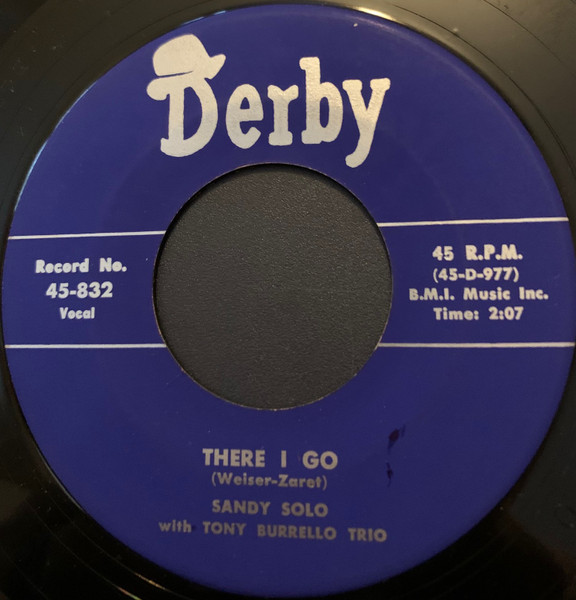 Derby
Record No.
45-832
Vocal
45 R.P.M.
(45-D-977)
B.M.I. Music Inc.
Time: 2:07
THERE I GO
(Weiser-Zaret)
SANDY SOLO
with TONY BURRELLO TRIO